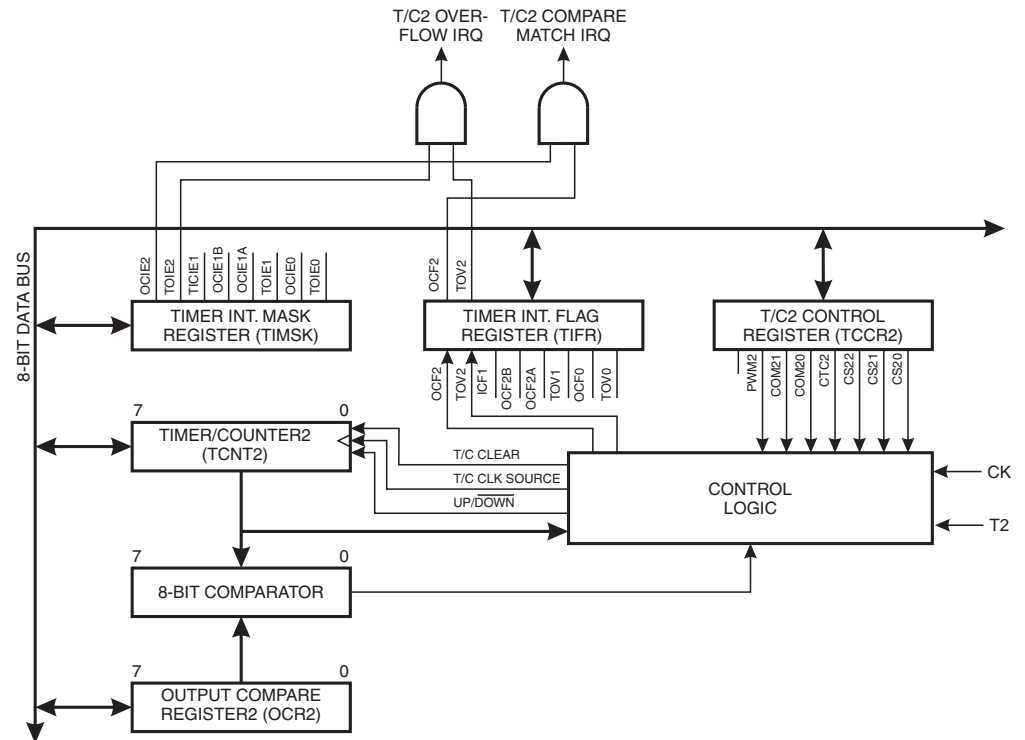 T/C2 OVER-
FLOW IRQ
T/C2 COMPARE
MATCH IRQ
8-BIT DATA BUS
OCIE2
TOIE2
TICIE1
OCIE1B
OCIE1A
TOIE1
OCIE0
TOIE0
OCF2
TOV2
TIMER INT. MASK
REGISTER (TIMSK)
TIMER INT. FLAG
REGISTER (TIFR)
T/C2 CONTROL
REGISTER (TCCR2)
OCF2
TOV2
ICF1
OCF2B
OCF2A
TOV1
OCF0
TOV0
PWM2
COM21
COM20
CTC2
CS22
CS21
CS20
7 0
TIMER/COUNTER2
(TCNT2)
T/C CLEAR
T/C CLK SOURCE
UP/DOWN
CONTROL
LOGIC
CK
T2
7 0
8-BIT COMPARATOR
7 0
OUTPUT COMPARE
REGISTER2 (OCR2)